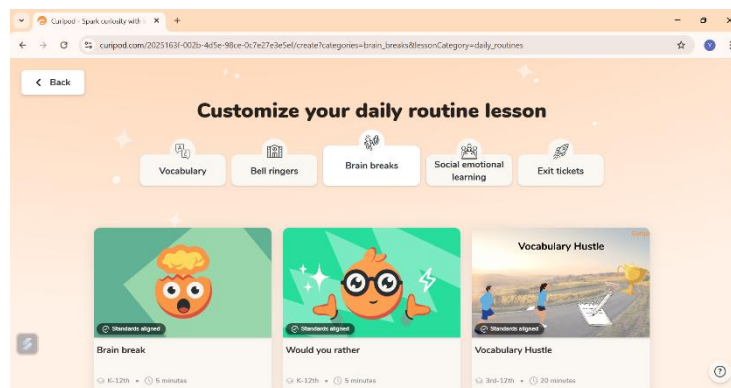 Curipod - Spark curiosity with
curipod.com/2025163f-002b-4d5e-98ce-0c7e27e3e5ef/create?categories=brain_breaks&lessonCategory=daily_routines
Back
Customize your daily routine lesson
Vocabulary
Bell ringers
Brain breaks
Social emotional
learning
Exit tickets
Vocabulary Hustle
Standards aligned
Standards aligned
Standards aligned
Brain break
Would you rather
Vocabulary Hustle
K-12th • 5 minutes
K-12th • 5 minutes
3rd-12th • 20 minutes